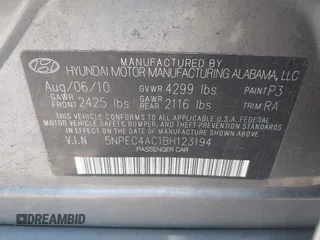 MANUFACTURED BY
HYUNDAI MOTOR MANUFACTURING ALABAMA, LLC
Aug/06/10 GVWR 4299 lbs PAINT P3
GAWR FRONT 2425 lbs GAWR REAR 2116 lbs TRIM RA
THIS VEHICLE CONFORMS TO ALL APPLICABLE FEDERAL MOTOR
VEHICLE SAFETY, BUMPER, AND THEFT PREVENTION STANDARDS
IN EFFECT ON THE DATE OF MANUFACTURE SHOWN ABOVE.
V.I.N 5NPEC4AC1BH123194
PASSENGER CAR
DREAMBID